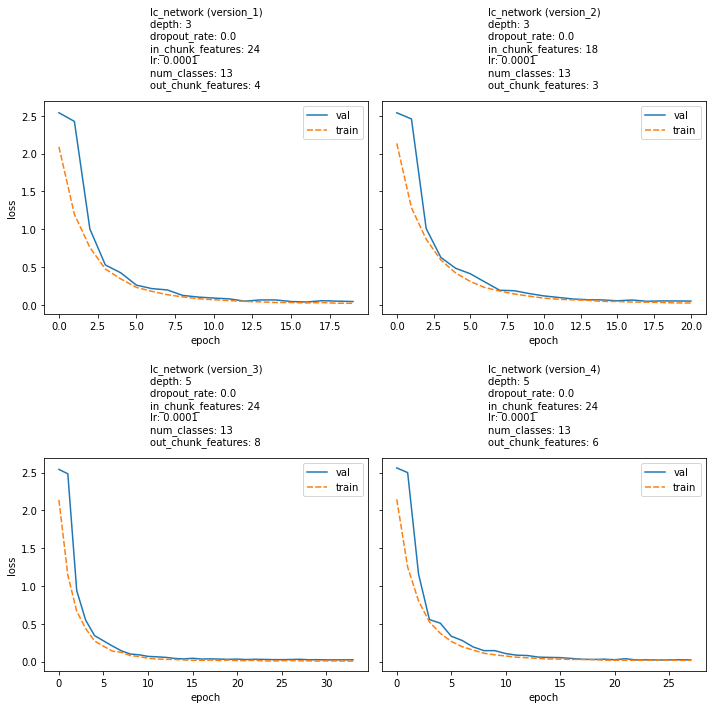 lc_network (version_1)
depth: 3
dropout_rate: 0.0
in_chunk_features: 24
lr: 0.0001
num_classes: 13
out_chunk_features: 4
lc_network (version_2)
depth: 3
dropout_rate: 0.0
in_chunk_features: 18
lr: 0.0001
num_classes: 13
out_chunk_features: 3
val
train
2.5
2.0
1.5
1.0
0.5
0.0
loss
0.0 2.5 5.0 7.5 10.0 12.5 15.0 17.5
epoch
val
train
0.0 2.5 5.0 7.5 10.0 12.5 15.0 17.5 20.0
epoch
lc_network (version_3)
depth: 5
dropout_rate: 0.0
in_chunk_features: 24
lr: 0.0001
num_classes: 13
out_chunk_features: 8
lc_network (version_4)
depth: 5
dropout_rate: 0.0
in_chunk_features: 24
lr: 0.0001
num_classes: 13
out_chunk_features: 6
val
train
2.5
2.0
1.5
1.0
0.5
0.0
loss
0 5 10 15 20 25 30
epoch
val
train
0 5 10 15 20 25
epoch